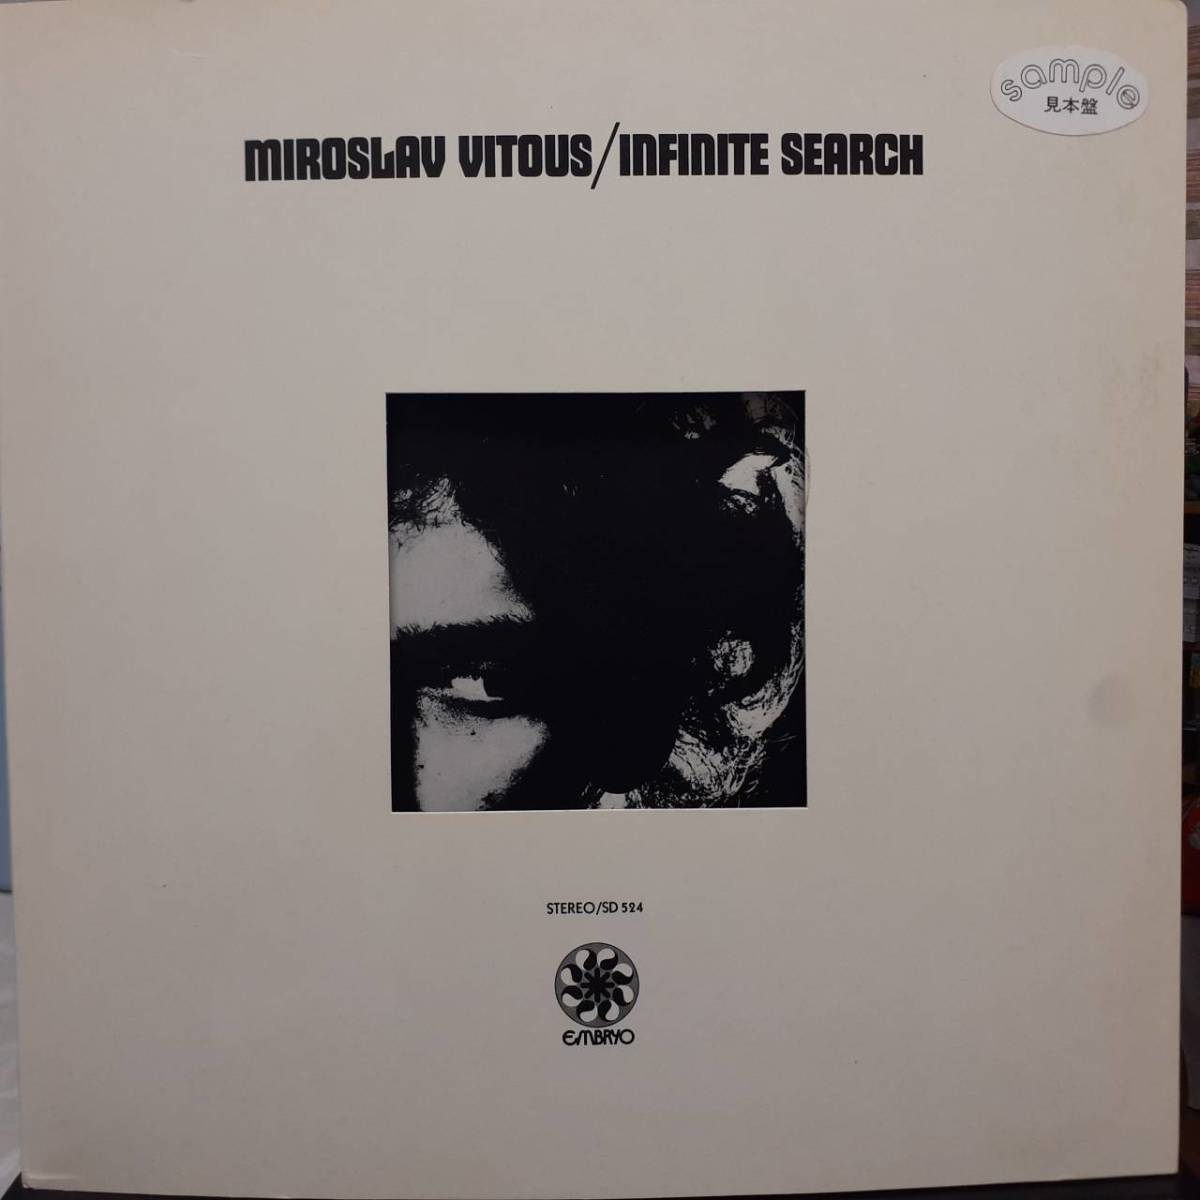 sample
見本盤
MIROSLAV VITOUS/INFINITE SEARCH
STEREO/SD 524
EMBRYO